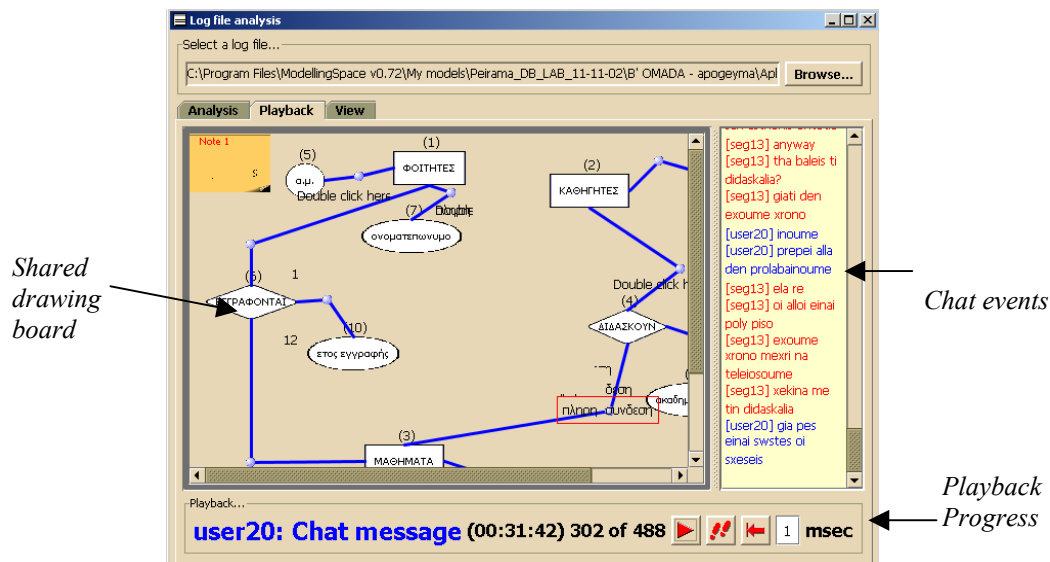 Log file analysis
Select a log file...
C:\Program Files\ModellingSpace v0.72\My models\Peirama_DB_LAB_11-11-02\B' OMADA - apogeyma\Apl
Browse...
Analysis Playback View
Note 1
(1)
(5)
ΦΟΙΤΗΤΕΣ
α.μ.
Double click here
(7)
ονοματεπωνυμο
(2)
ΚΑΘΗΓΗΤΕΣ
Double click h
(6) 1
ΕΓΓΡΑΦΟΝΤΑΙ
12
(10)
ετος εγγραφής
(4)
ΔΙΔΑΣΚΟΥΝ
δεση
πληρη συνδεση
ακαδημ
(3)
ΜΑΘΗΜΑΤΑ
[seg13] anyway
[seg13] tha baleis ti
didaskalia?
[seg13] giati den
exoume xrono
[user20] inoume
[user20] prepei alla
den prolabainoume
[seg13] ela re
[seg13] oi alloi einai
poly piso
[seg13] exoume
xrono mexri na
teleiosoume
[seg13] xekina me
tin didaskalia
[user20] gia pes
einai swstes oi
sxeseis
Playback...
user20: Chat message (00:31:42) 302 of 488 1 msec
Shared
drawing
board
Chat events
Playback
Progress